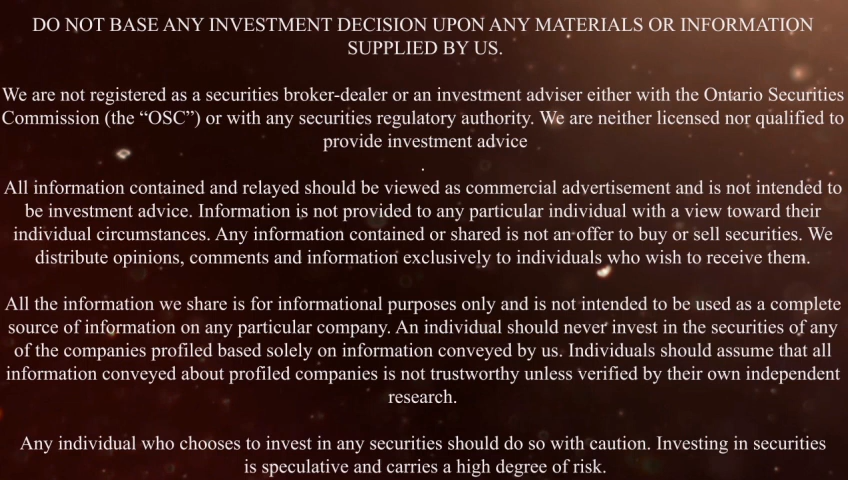 DO NOT BASE ANY INVESTMENT DECISION UPON ANY MATERIALS OR INFORMATION
SUPPLIED BY US.
We are not registered as a securities broker-dealer or an investment adviser either with the Ontario Securities
Commission (the “OSC”) or with any securities regulatory authority. We are neither licensed nor qualified to
provide investment advice
.
All information contained and relayed should be viewed as commercial advertisement and is not intended to
be investment advice. Information is not provided to any particular individual with a view toward their
individual circumstances. Any information contained or shared is not an offer to buy or sell securities. We
distribute opinions, comments and information exclusively to individuals who wish to receive them.
All the information we share is for informational purposes only and is not intended to be used as a complete
source of information on any particular company. An individual should never invest in the securities of any
of the companies profiled based solely on information conveyed by us. Individuals should assume that all
information conveyed about profiled companies is not trustworthy unless verified by their own independent
research.
Any individual who chooses to invest in any securities should do so with caution. Investing in securities
is speculative and carries a high degree of risk.